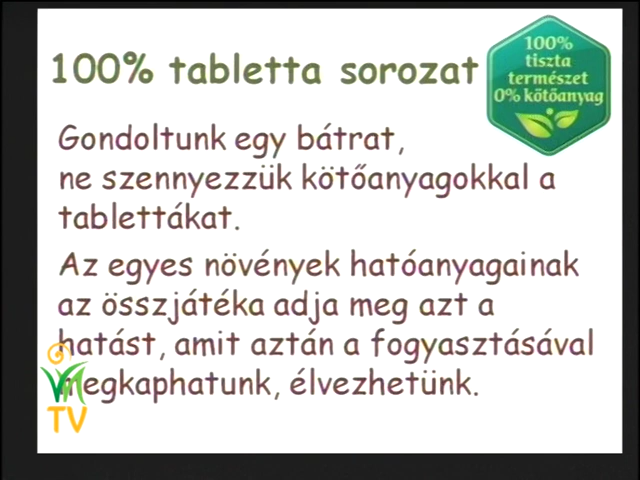 100% tabletta sorozat
100%
tiszta
természet
0% kötőanyag
Gondoltunk egy bátrat,
ne szennyezzük kötőanyagokkal a
tablettákat.
Az egyes növények hatóanyagainak
az összjátéka adja meg azt a
hatást, amit aztán a fogyasztásával
megkaphatunk, élvezhetünk.
TV